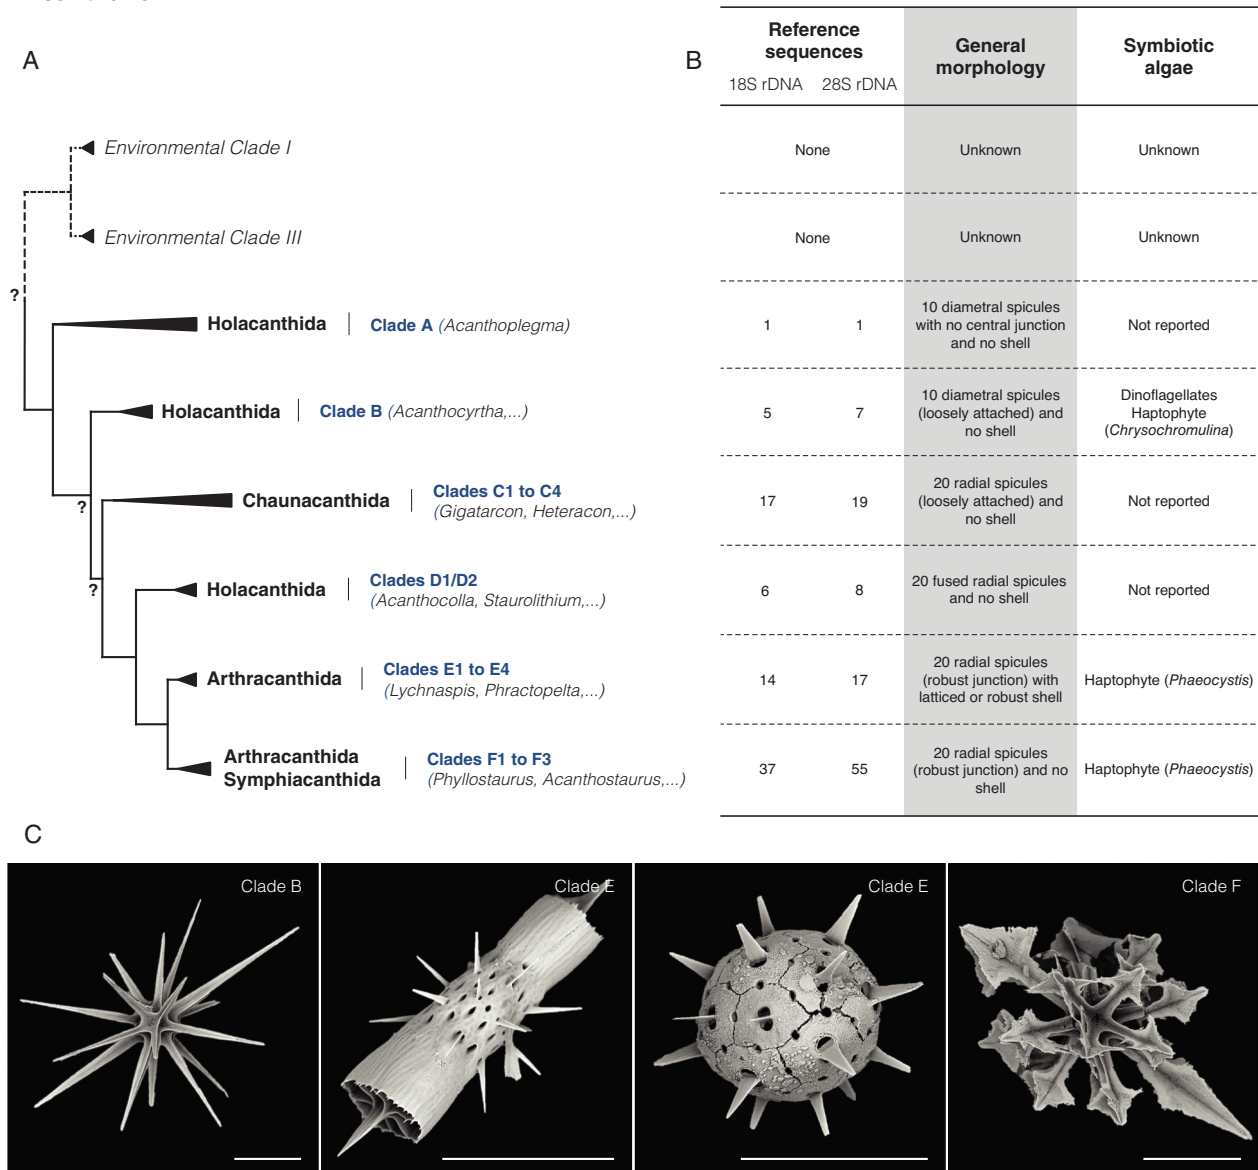 A
Environmental Clade I
Environmental Clade III
?
Holacanthida
Clade A (Acanthoplegma)
Holacanthida
Clade B (Acanthocyrtha,...)
?
Chaunacanthida
Clades C1 to C4
(Gigatarcon, Heteracon,...)
?
Holacanthida
Clades D1/D2
(Acanthocolla, Staurolithium,...)
Arthracanthida
Clades E1 to E4
(Lychnaspis, Phractopelta,...)
Arthracanthida
Symphiacanthida
Clades F1 to F3
(Phyllostaurus, Acanthostaurus,...)
B
Reference
sequences
18S rDNA 28S rDNA
General
morphology
Symbiotic
algae
None
Unknown
Unknown
None
Unknown
Unknown
1 1
10 diametral spicules
with no central junction
and no shell
Not reported
5 7
10 diametral spicules
(loosely attached) and
no shell
Dinoflagellates
Haptophyte
(Chrysochromulina)
17 19
20 radial spicules
(loosely attached) and
no shell
Not reported
6 8
20 fused radial spicules
and no shell
Not reported
14 17
20 radial spicules
(robust junction) with
latticed or robust shell
Haptophyte (Phaeocystis)
37 55
20 radial spicules
(robust junction) and no
shell
Haptophyte (Phaeocystis)
C
Clade B
Clade E
Clade E
Clade F